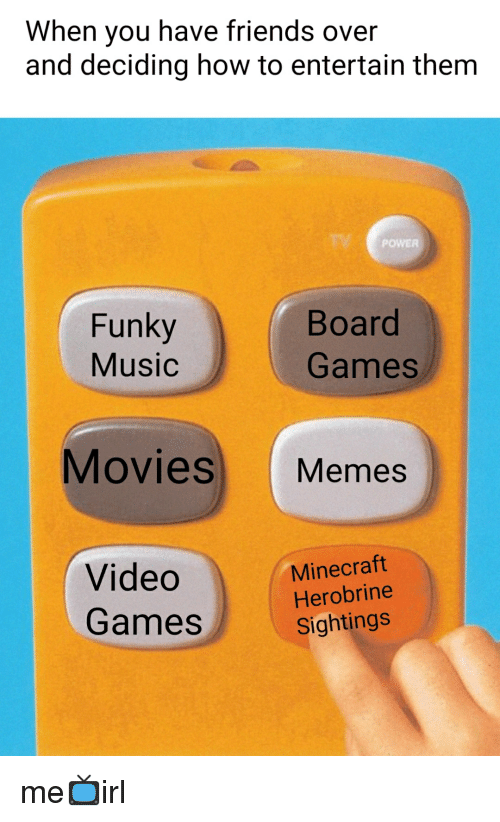 When you have friends over
and deciding how to entertain them
TV POWER
Funky
Music
Board
Games
Movies
Memes
Video
Games
Minecraft
Herobrine
Sightings
me📺irl